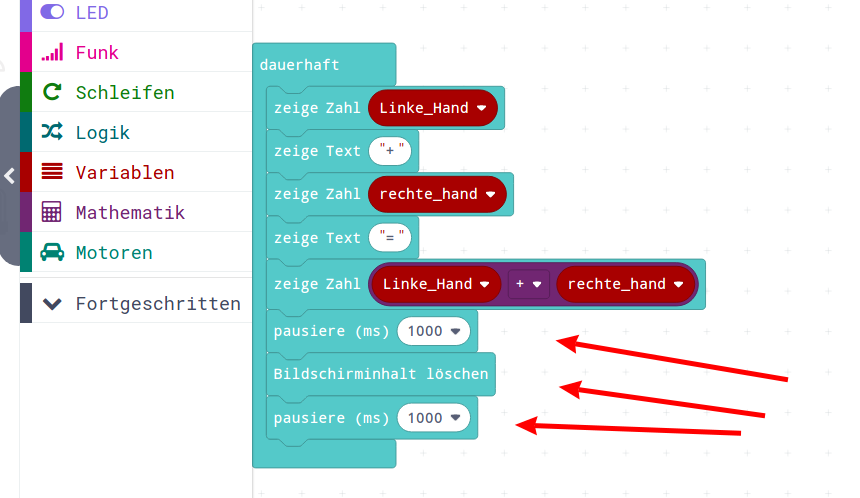 LED
Funk
Schleifen
Logik
Variablen
Mathematik
Motoren
Fortgeschritten
dauerhaft
zeige Zahl Linke_Hand
zeige Text "+"
zeige Zahl rechte_hand
zeige Text "="
zeige Zahl Linke_Hand + rechte_hand
pausiere (ms) 1000
Bildschirminhalt löschen
pausiere (ms) 1000